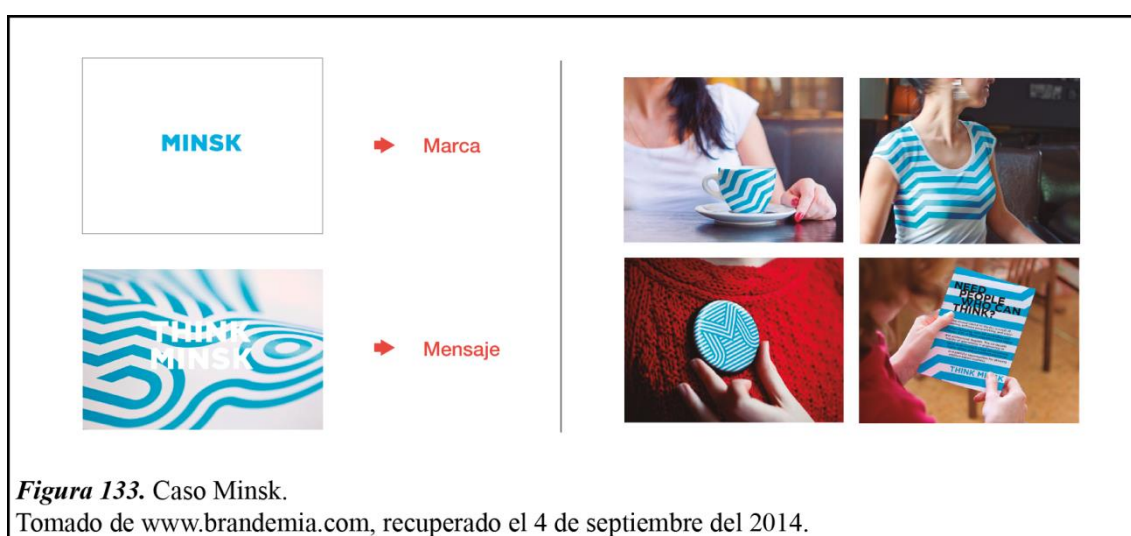 MINSK
Marca
THINK
MINSK
Mensaje
NEED
PEOPLE
WHO CAN
THINK?
THINK MINSK
Figura 133. Caso Minsk.
Tomado de www.brandemia.com, recuperado el 4 de septiembre del 2014.